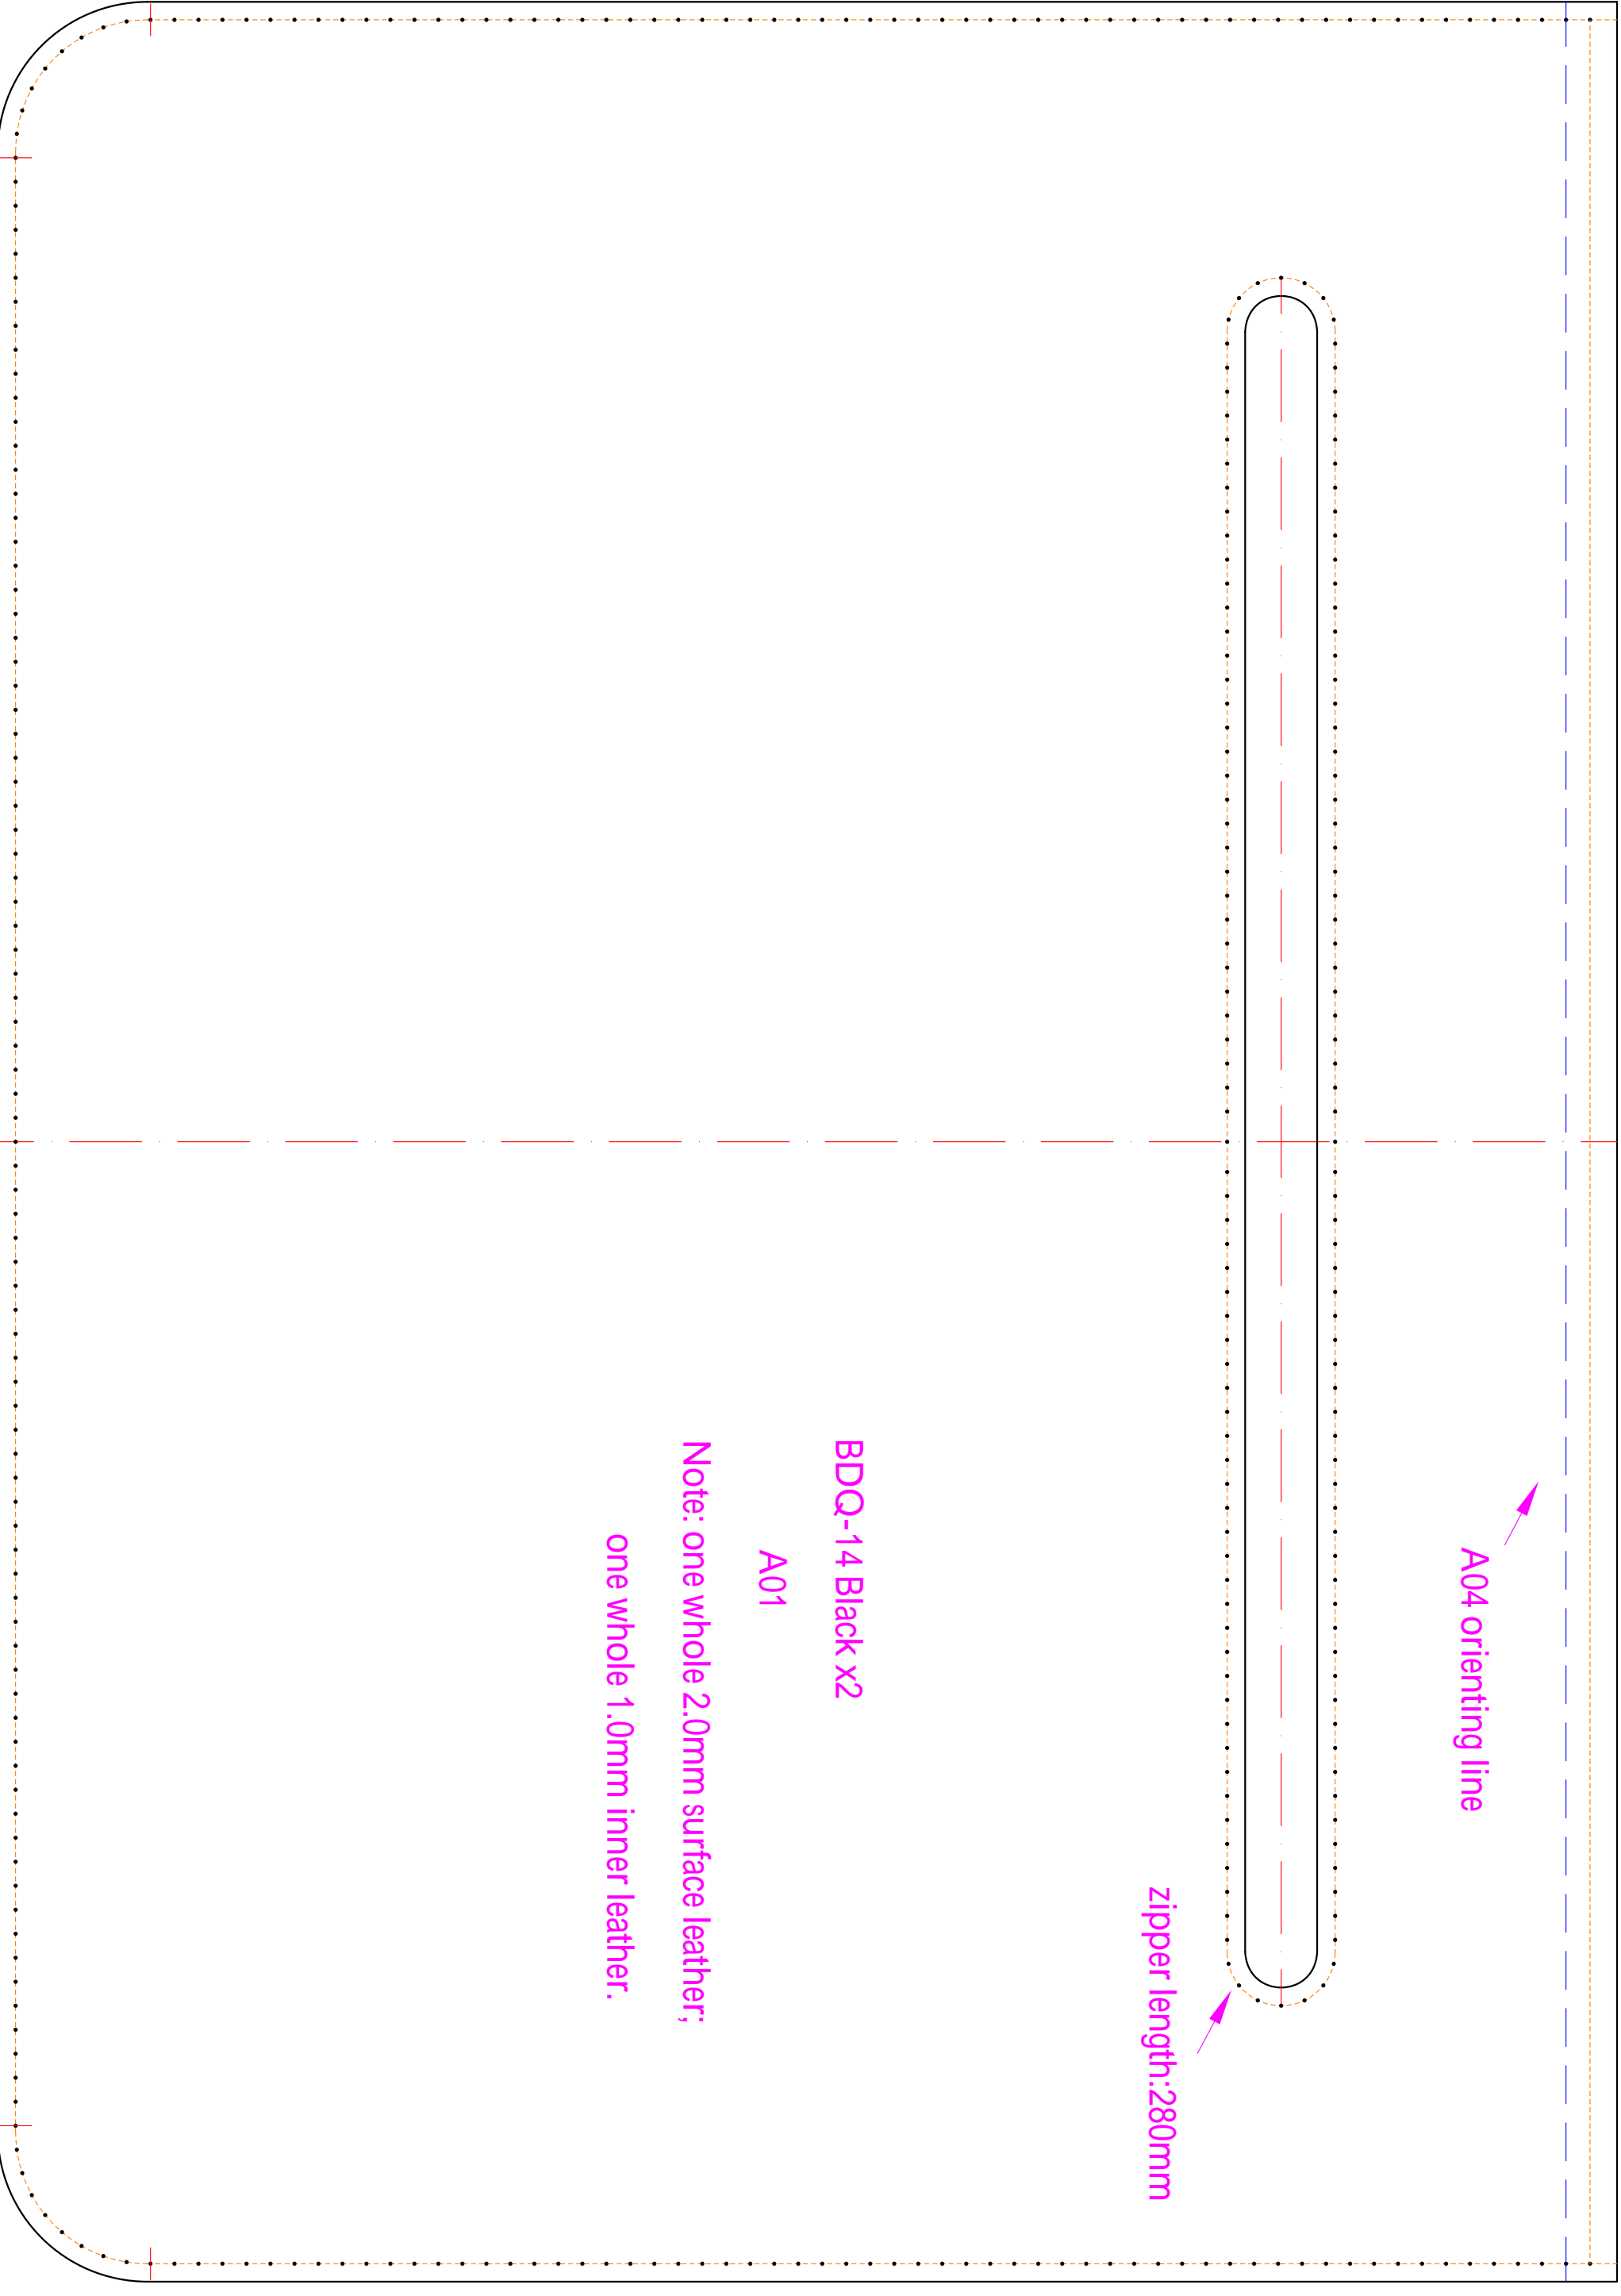 A04 orienting line
zipper length:280mm
BDQ-14 Black x2
A01
Note: one whole 2.0mm surface leather;
one whole 1.0mm inner leather.